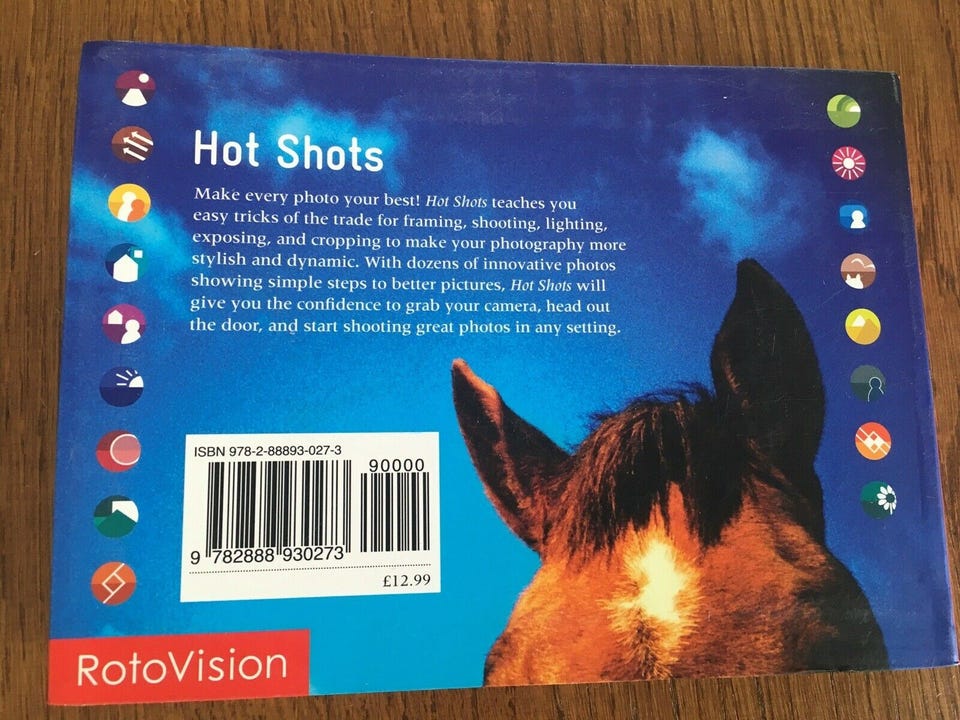 Hot Shots
Make every photo your best! Hot Shots teaches you
easy tricks of the trade for framing, shooting, lighting,
exposing, and cropping to make your photography more
stylish and dynamic. With dozens of innovative photos
showing simple steps to better pictures, Hot Shots will
give you the confidence to grab your camera, head out
the door, and start shooting great photos in any setting.
ISBN 978-2-88893-027-3
90000
9 782888 930273
£12.99
RotoVision